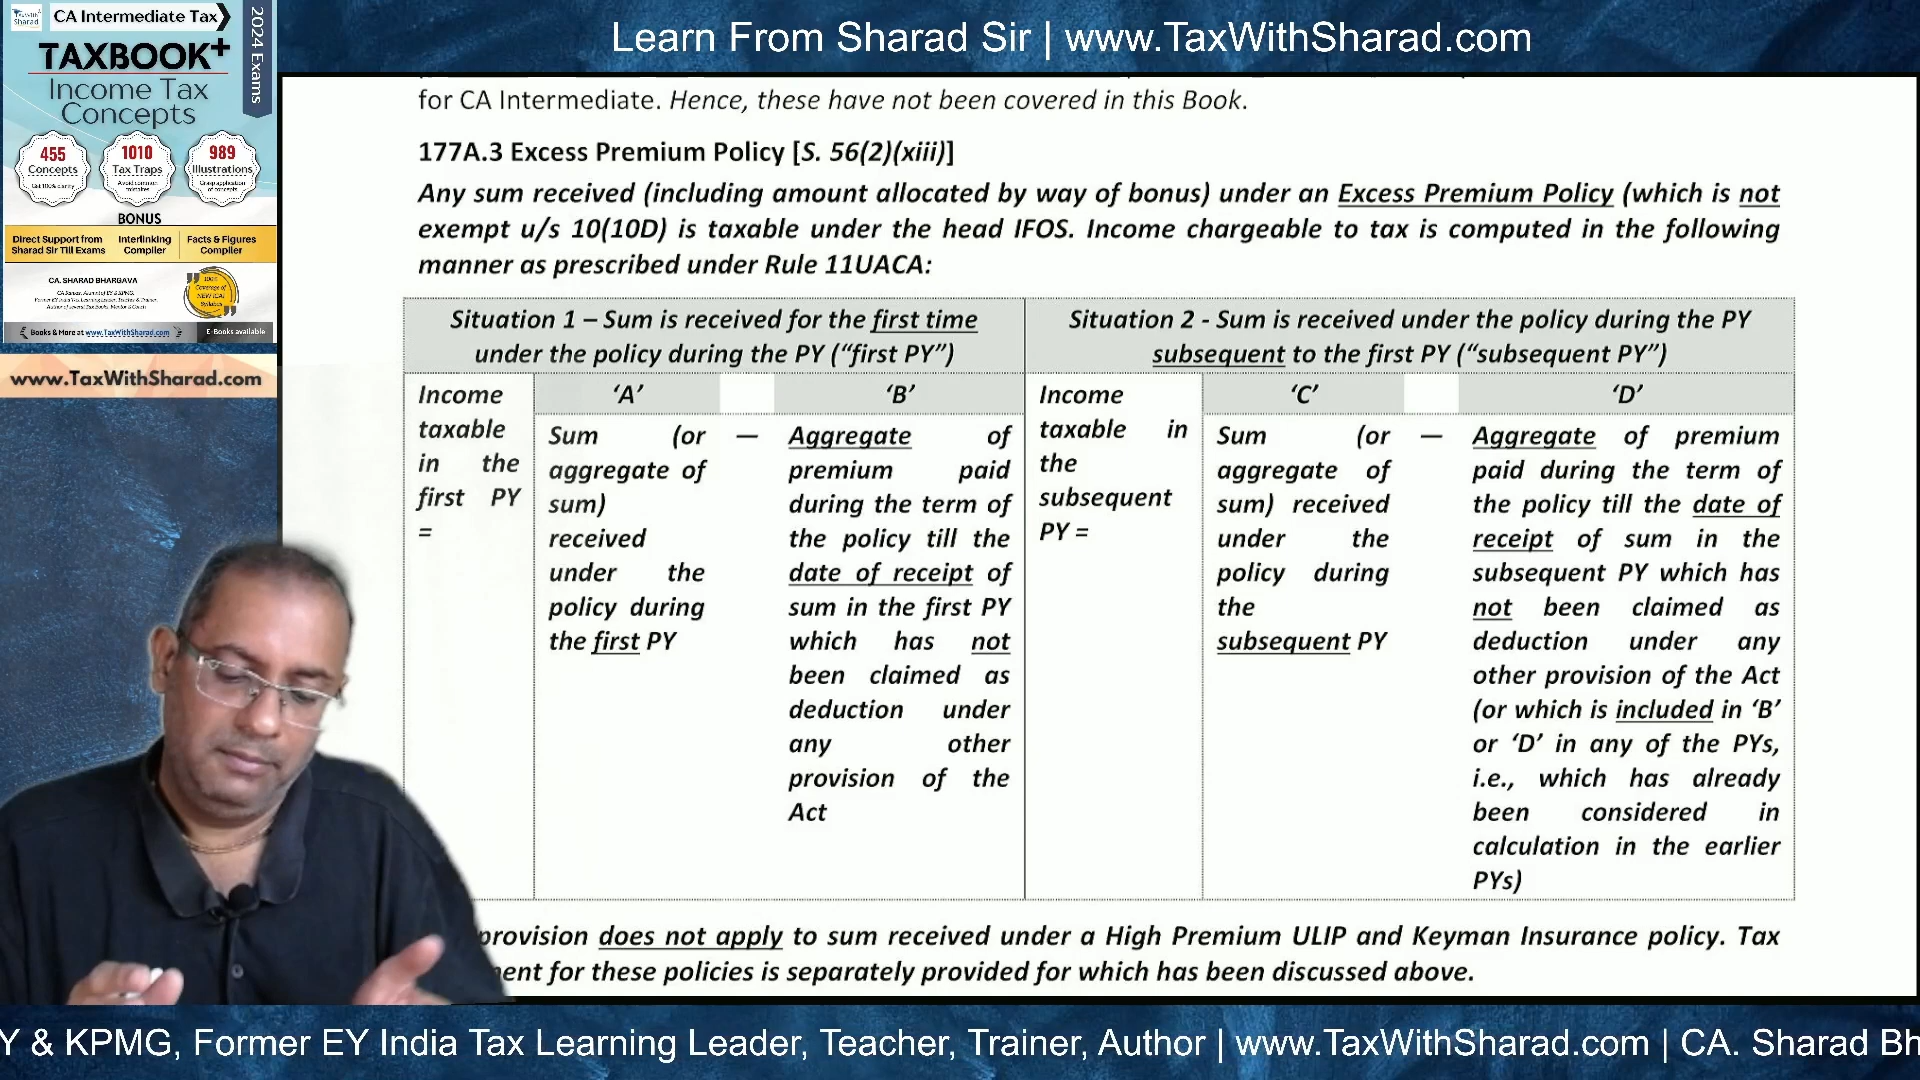 Learn From Sharad Sir | www.TaxWithSharad.com
CA Intermediate Tax
2024 Exams
TAXBOOK+
Income Tax
Concepts
455
Concepts
Get 100% clarity
1010
Tax Traps
Avoid common
mistakes
989
Illustrations
Grasp application
of concepts
BONUS
Direct Support from
Sharad Sir Till Exams
Interlinking
Compiler
Facts & Figures
Compiler
CA. SHARAD BHARGAVA
Books & More at www.TaxWithSharad.com
E-Books available
www.TaxWithSharad.com
for CA Intermediate. Hence, these have not been covered in this Book.
177A.3 Excess Premium Policy [S. 56(2)(xiii)]
Any sum received (including amount allocated by way of bonus) under an Excess Premium Policy (which is not
exempt u/s 10(10D) is taxable under the head IFOS. Income chargeable to tax is computed in the following
manner as prescribed under Rule 11UACA:
Situation 1 – Sum is received for the first time
under the policy during the PY (“first PY”)
Situation 2 - Sum is received under the policy during the PY
subsequent to the first PY (“subsequent PY”)
Income
taxable
in the
first PY
=
‘A’
Sum (or
aggregate of
sum)
received
under the
policy during
the first PY
—
‘B’
Aggregate of
premium paid
during the term of
the policy till the
date of receipt of
sum in the first PY
which has not
been claimed as
deduction under
any other
provision of the
Act
Income
taxable in
the
subsequent
PY =
‘C’
Sum (or
aggregate of
sum) received
under the
policy during
the
subsequent PY
—
‘D’
Aggregate of premium
paid during the term of
the policy till the date of
receipt of sum in the
subsequent PY which has
not been claimed as
deduction under any
other provision of the Act
(or which is included in ‘B’
or ‘D’ in any of the PYs,
i.e., which has already
been considered in
calculation in the earlier
PYs)
provision does not apply to sum received under a High Premium ULIP and Keyman Insurance policy. Tax
ent for these policies is separately provided for which has been discussed above.
Y & KPMG, Former EY India Tax Learning Leader, Teacher, Trainer, Author | www.TaxWithSharad.com | CA. Sharad Bh